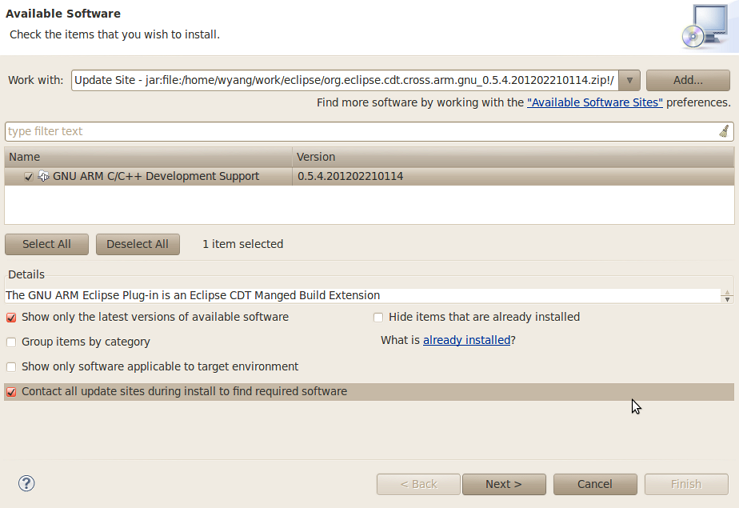 Available Software
Check the items that you wish to install.
Work with: Update Site - jar:file:/home/wyang/work/eclipse/org.eclipse.cdt.cross.arm.gnu_0.5.4.201202210114.zip!/ Add...
Find more software by working with the "Available Software Sites" preferences.
type filter text
Name Version
GNU ARM C/C++ Development Support 0.5.4.201202210114
Select All Deselect All 1 item selected
Details
The GNU ARM Eclipse Plug-in is an Eclipse CDT Manged Build Extension
Show only the latest versions of available software Hide items that are already installed
Group items by category What is already installed?
Show only software applicable to target environment
Contact all update sites during install to find required software
? < Back Next > Cancel Finish